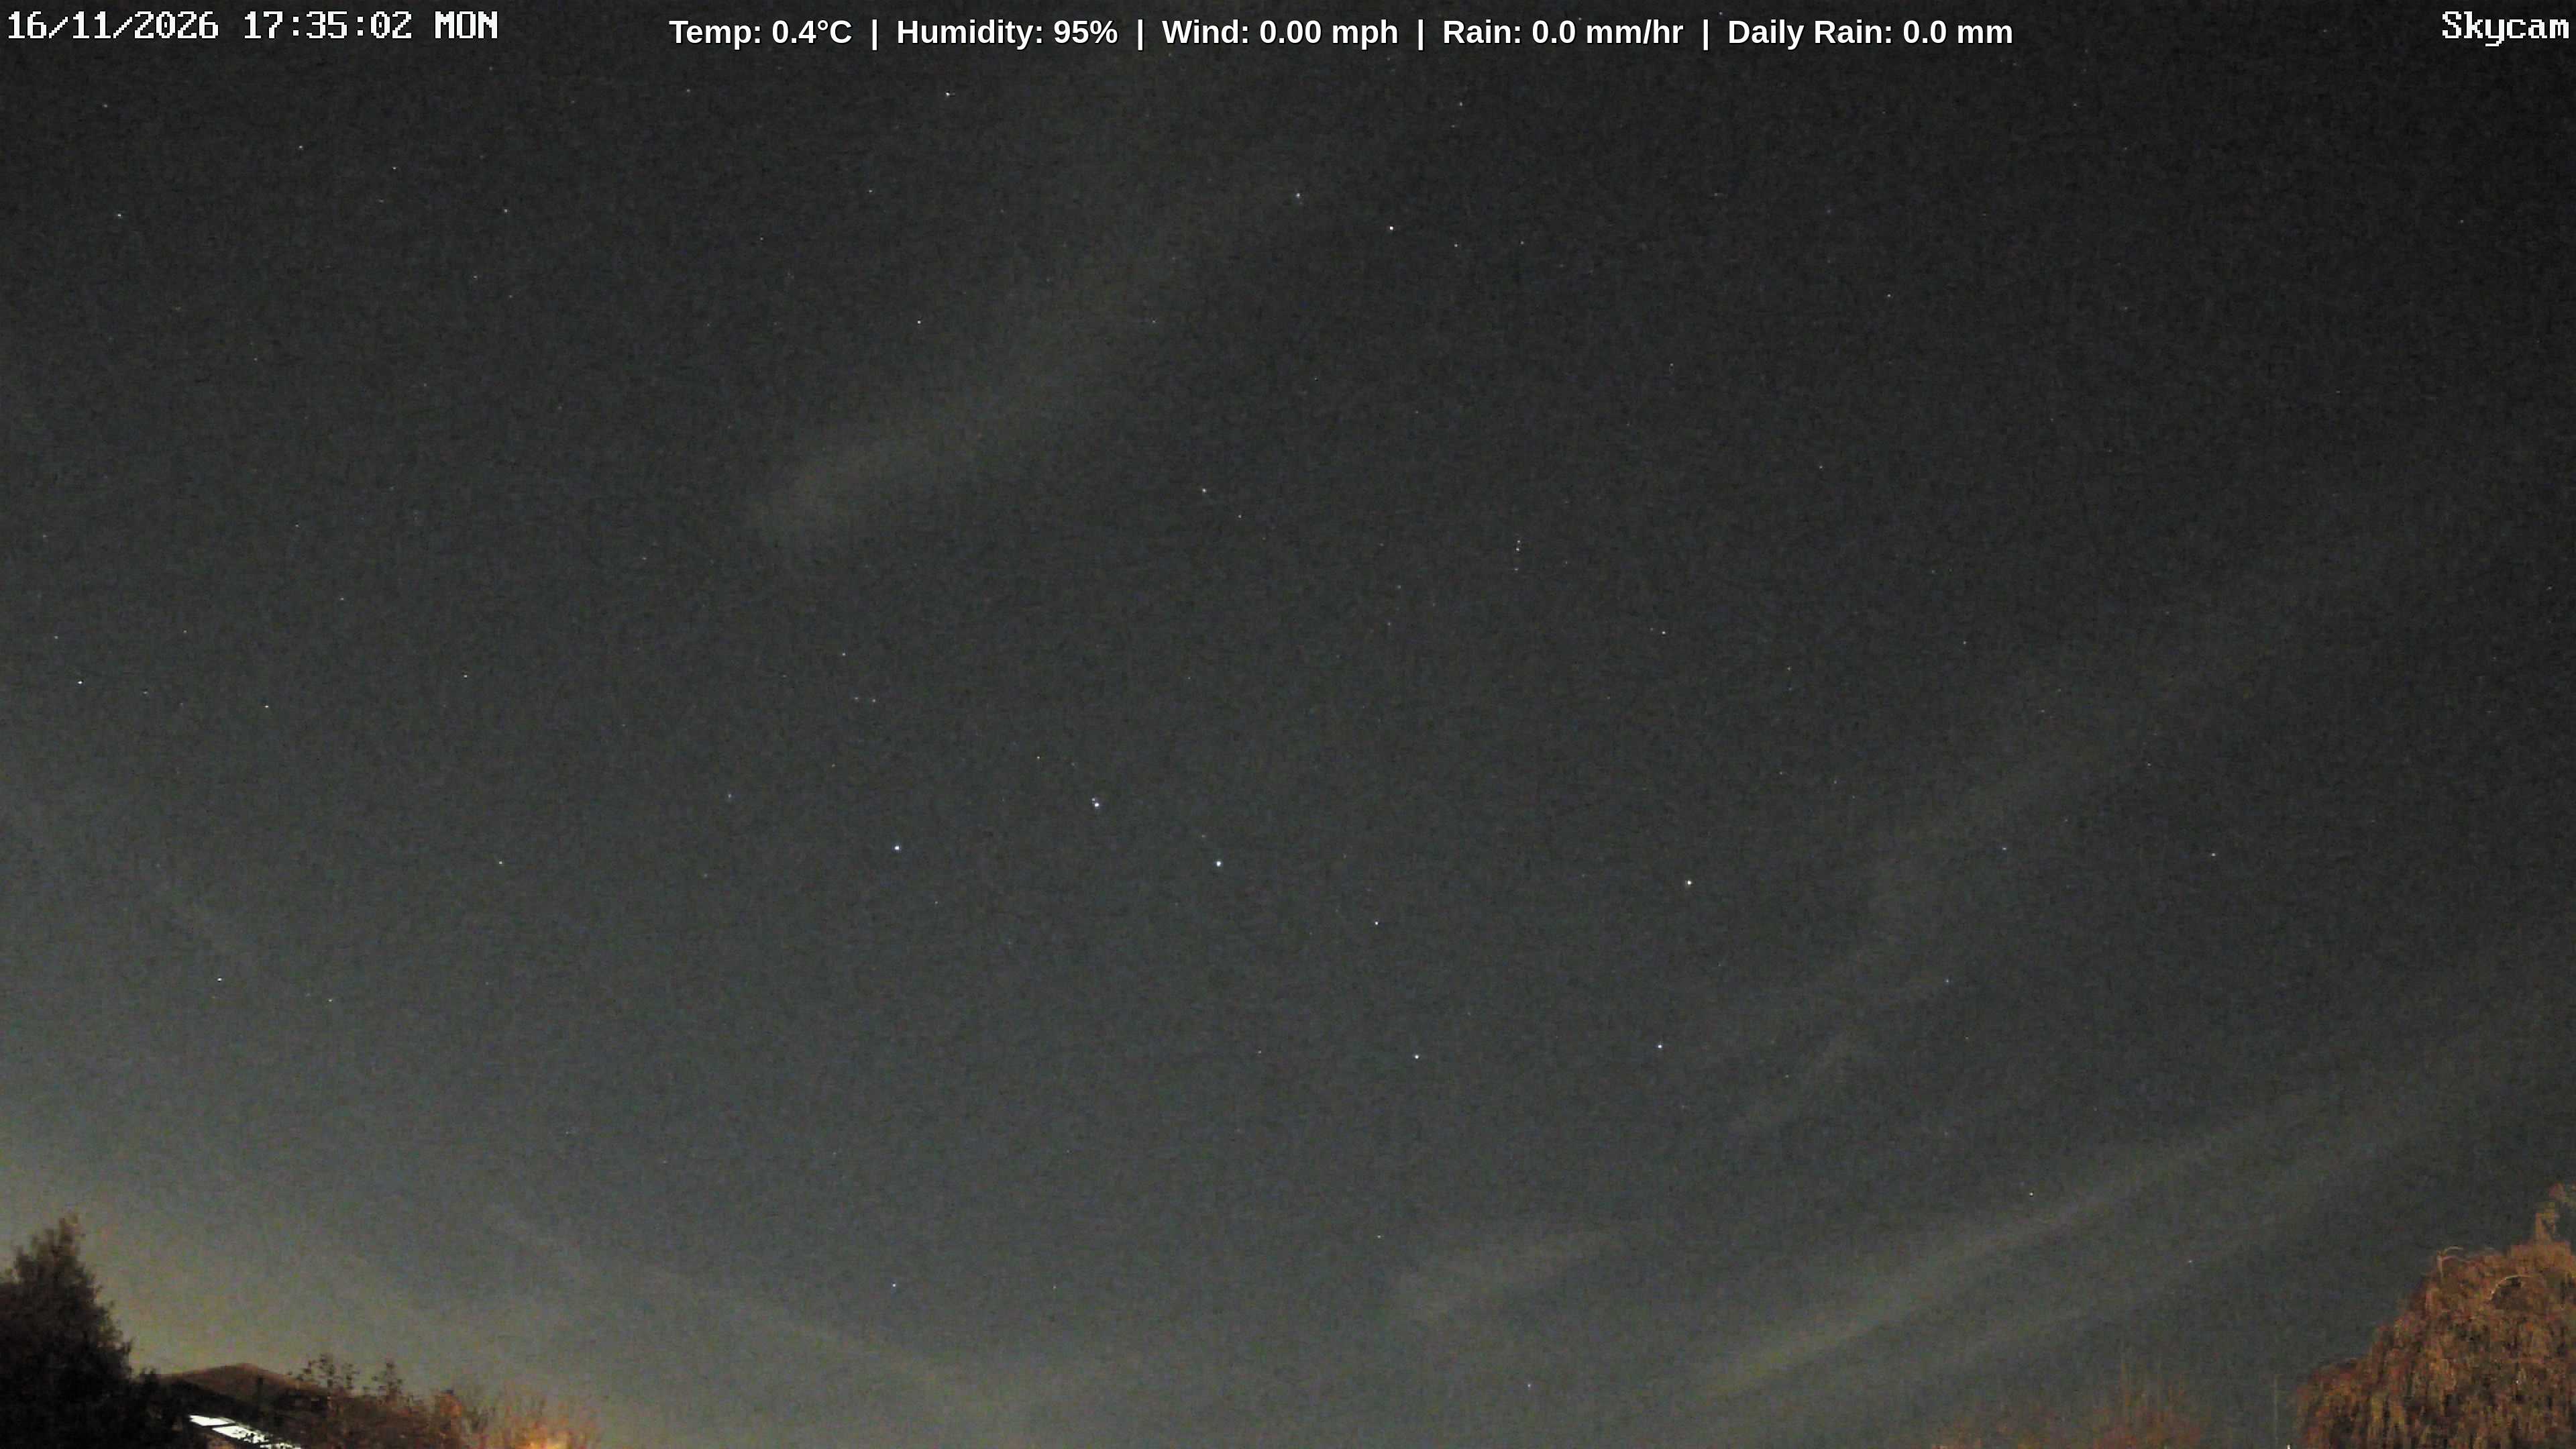 16/11/2026 17:35:02 MON
Temp: 0.4°C | Humidity: 95% | Wind: 0.00 mph | Rain: 0.0 mm/hr | Daily Rain: 0.0 mm
Skycam